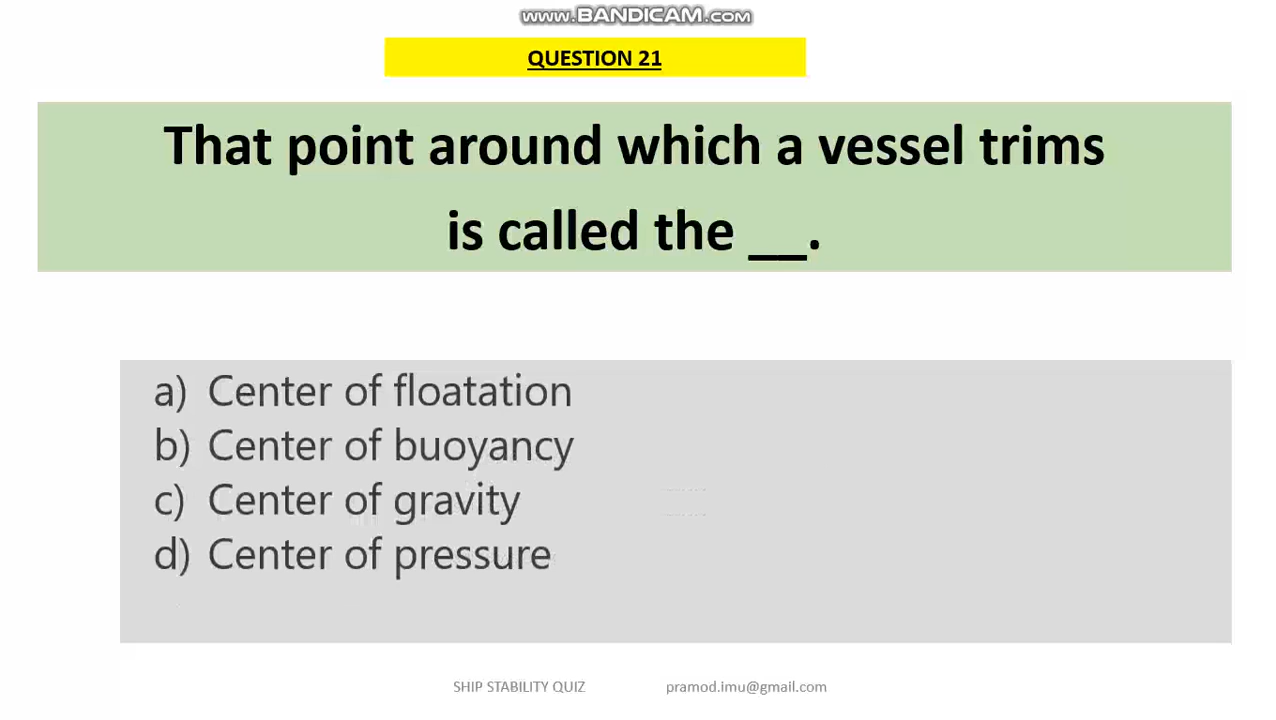 www.BANDICAM.com
QUESTION 21
That point around which a vessel trims
is called the __.
a) Center of floatation
b) Center of buoyancy
c) Center of gravity
d) Center of pressure
SHIP STABILITY QUIZ pramod.imu@gmail.com